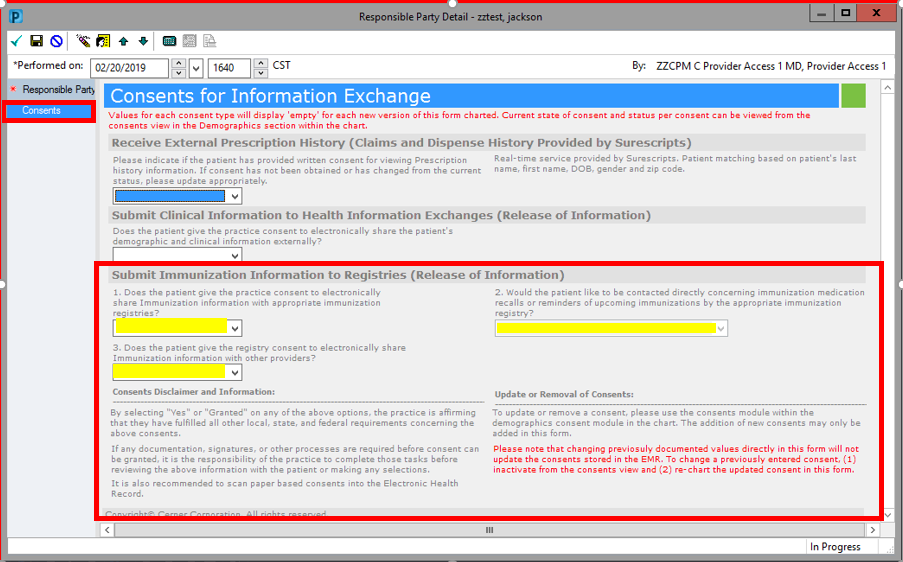 Responsible Party Detail - zztest, jackson
*Performed on: 02/20/2019 1640 CST By: ZZCPM C Provider Access 1 MD, Provider Access 1
* Responsible Party
Consents
Consents for Information Exchange
Values for each consent type will display 'empty' for each new version of this form charted. Current state of consent and status per consent can be viewed from the
consents view in the Demographics section within the chart.
Receive External Prescription History (Claims and Dispense History Provided by Surescripts)
Please indicate if the patient has provided written consent for viewing Prescription
history information. If consent has not been obtained or has changed from the current
status, please update appropriately.
Real-time service provided by Surescripts. Patient matching based on patient's last
name, first name, DOB, gender and zip code.
Submit Clinical Information to Health Information Exchanges (Release of Information)
Does the patient give the practice consent to electronically share the patient's
demographic and clinical information externally?
Submit Immunization Information to Registries (Release of Information)
1. Does the patient give the practice consent to electronically
share Immunization information with appropriate immunization
registries?
2. Would the patient like to be contacted directly concerning immunization medication
recalls or reminders of upcoming immunizations by the appropriate immunization
registry?
3. Does the patient give the registry consent to electronically share
Immunization information with other providers?
Consents Disclaimer and Information:
By selecting "Yes" or "Granted" on any of the above options, the practice is affirming
that they have fulfilled all other local, state, and federal requirements concerning the
above consents.
If any documentation, signatures, or other processes are required before consent can
be granted, it is the responsibility of the practice to complete those tasks before
reviewing the above information with the patient or making any selections.
It is also recommended to scan paper based consents into the Electronic Health
Record.
Update or Removal of Consents:
To update or remove a consent, please use the consents module within the
demographics consent module in the chart. The addition of new consents may only be
added in this form.
Please note that changing previosuly documented values directly in this form will not
update the consents stored in the EMR. To change a previously entered consent, (1)
inactivate from the consents view and (2) re-chart the updated consent in this form.
Copyright© Cerner Corporation. All rights reserved.
In Progress